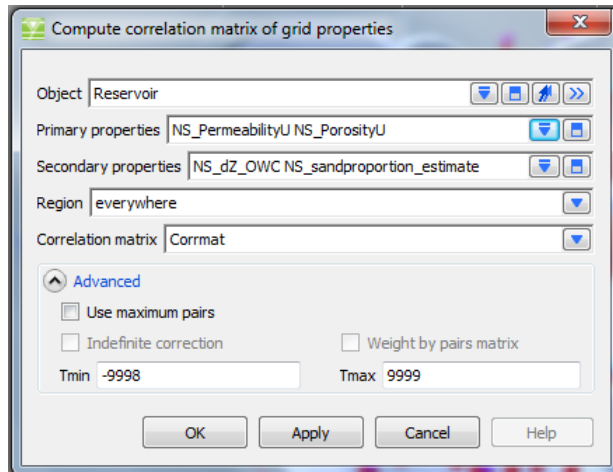 Compute correlation matrix of grid properties
Object Reservoir
Primary properties NS_PermeabilityU NS_PorosityU
Secondary properties NS_dZ_OWC NS_sandproportion_estimate
Region everywhere
Correlation matrix Corrmat
Advanced
Use maximum pairs
Indefinite correction Weight by pairs matrix
Tmin -9998 Tmax 9999
OK Apply Cancel Help